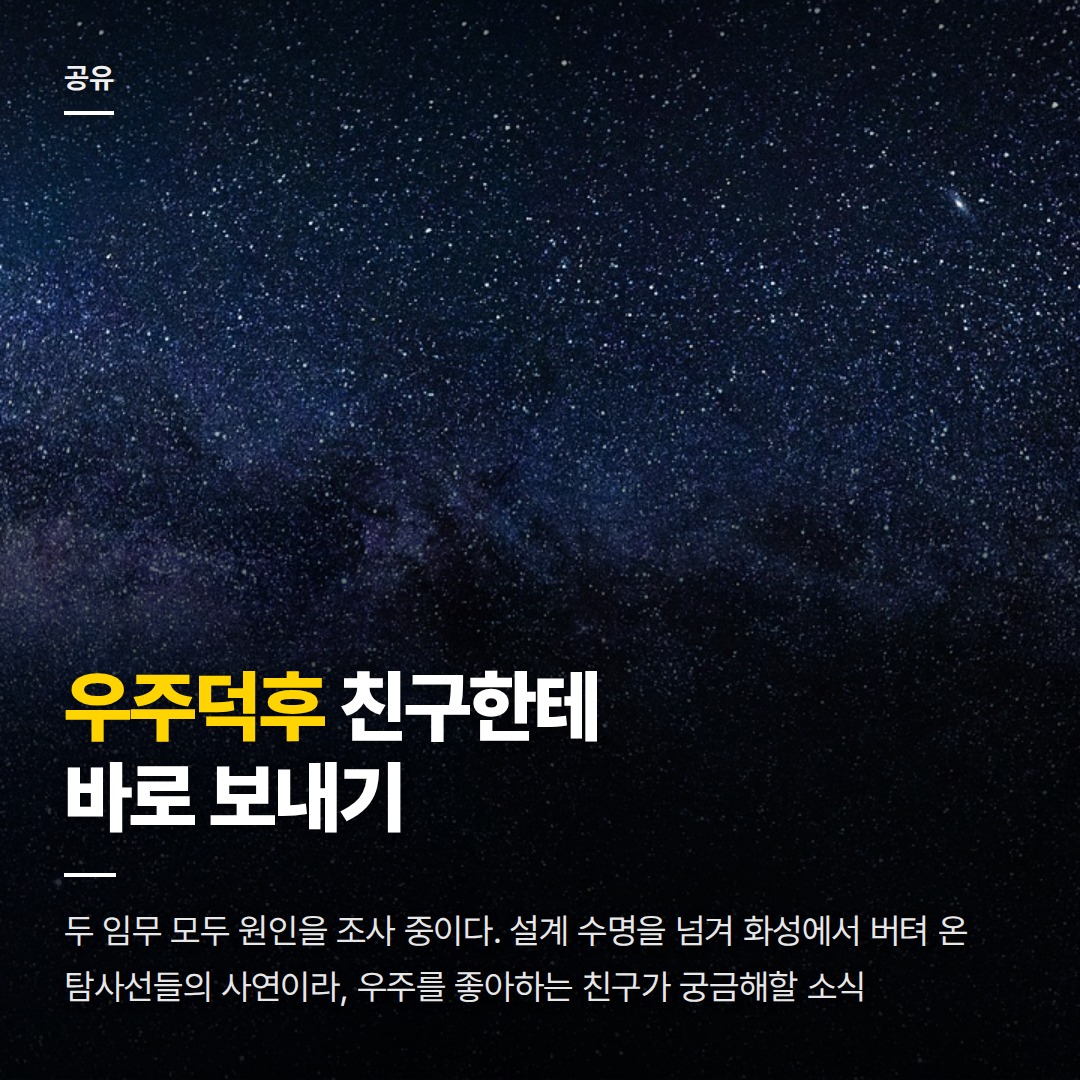 공유
우주덕후 친구한테
바로 보내기
두 임무 모두 원인을 조사 중이다. 설계 수명을 넘겨 화성에서 버텨 온
탐사선들의 사연이라, 우주를 좋아하는 친구가 궁금해할 소식